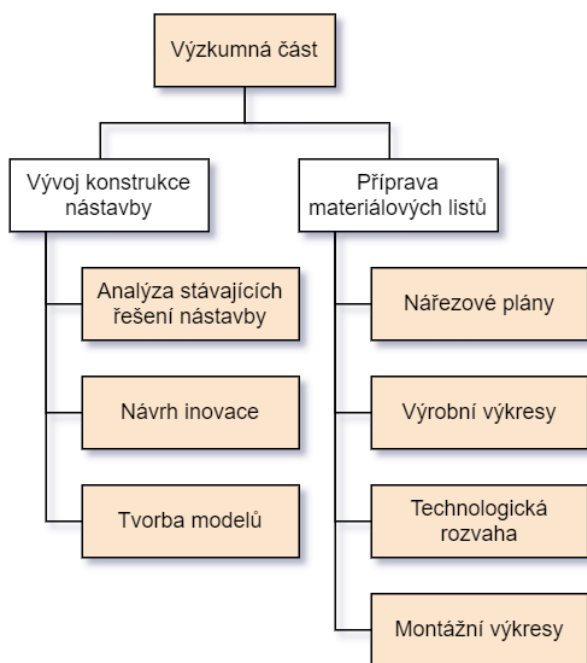 Výzkumná část
Vývoj konstrukce
nástavby
Analýza stávajících
řešení nástavby
Návrh inovace
Tvorba modelů
Příprava
materiálových listů
Nářezové plány
Výrobní výkresy
Technologická
rozvaha
Montážní výkresy